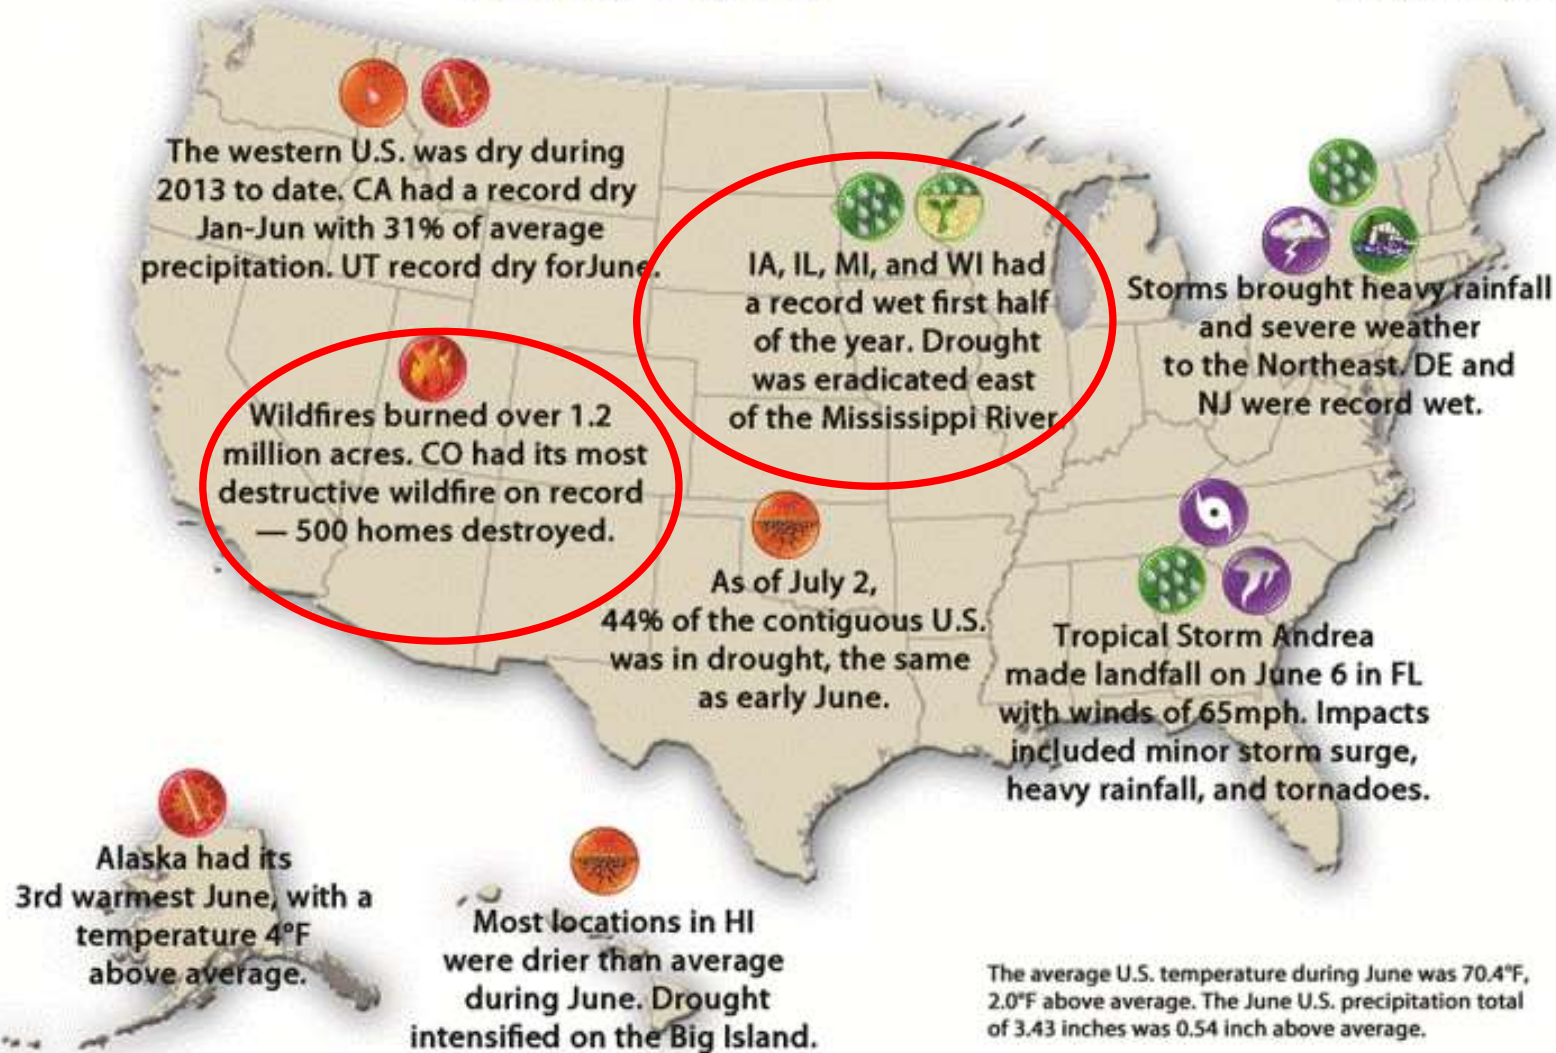 The western U.S. was dry during
2013 to date. CA had a record dry
Jan-Jun with 31% of average
precipitation. UT record dry forJune.
IA, IL, MI, and WI had
a record wet first half
of the year. Drought
was eradicated east
of the Mississippi River.
Storms brought heavy rainfall
and severe weather
to the Northeast. DE and
NJ were record wet.
Wildfires burned over 1.2
million acres. CO had its most
destructive wildfire on record
— 500 homes destroyed.
As of July 2,
44% of the contiguous U.S.
was in drought, the same
as early June.
Tropical Storm Andrea
made landfall on June 6 in FL
with winds of 65mph. Impacts
included minor storm surge,
heavy rainfall, and tornadoes.
Alaska had its
3rd warmest June, with a
temperature 4°F
above average.
Most locations in HI
were drier than average
during June. Drought
intensified on the Big Island.
The average U.S. temperature during June was 70.4°F,
2.0°F above average. The June U.S. precipitation total
of 3.43 inches was 0.54 inch above average.